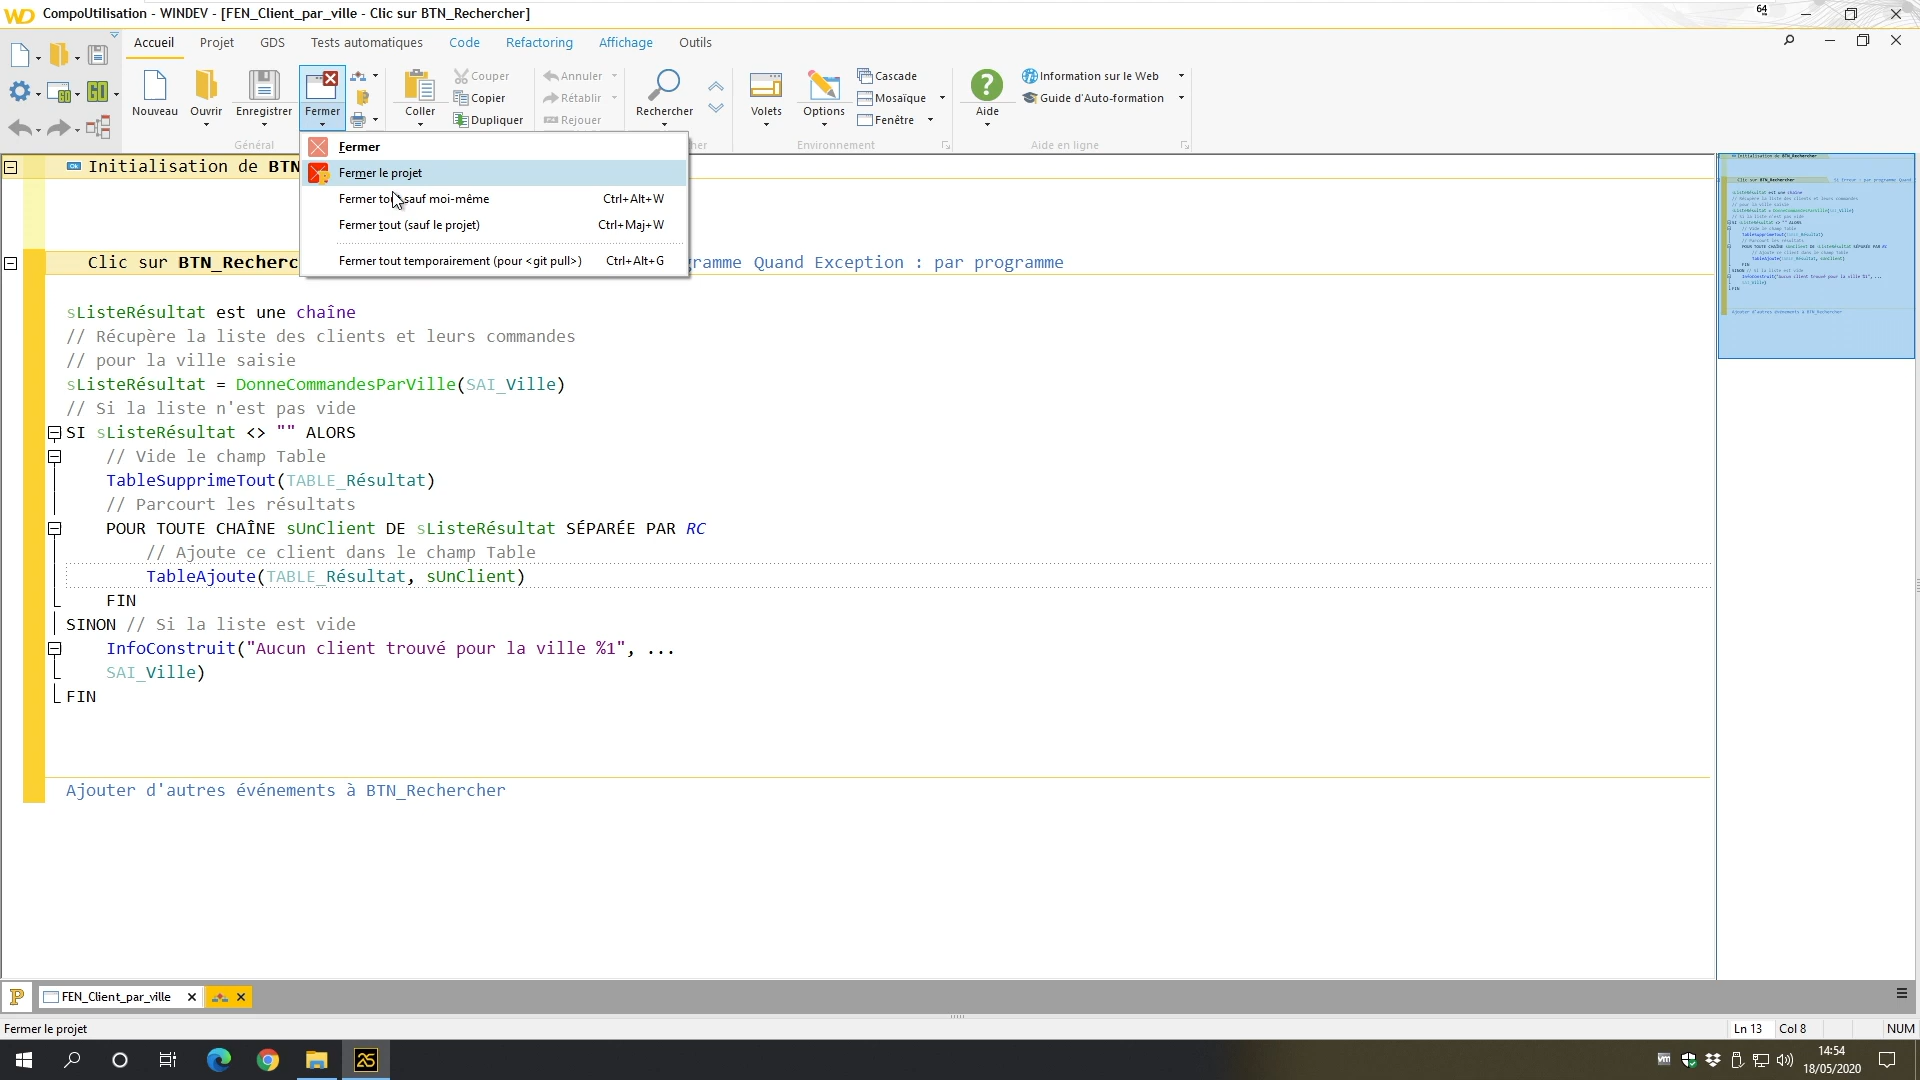 CompoUtilisation - WINDEV - [FEN_Client_par_ville - Clic sur BTN_Rechercher]
64
Accueil Projet GDS Tests automatiques Code Refactoring Affichage Outils
Nouveau Ouvrir Enregistrer Fermer Coller Couper Copier Dupliquer Annuler Rétablir Rejouer Rechercher Volets Options Cascade Mosaïque Fenêtre Aide Information sur le Web Guide d'Auto-formation
Général Environnement Aide en ligne
Fermer
Fermer le projet
Fermer tout sauf moi-même Ctrl+Alt+W
Fermer tout (sauf le projet) Ctrl+Maj+W
Fermer tout temporairement (pour <git pull>) Ctrl+Alt+G
Initialisation de BTN
Clic sur BTN_Recherc gramme Quand Exception : par programme
sListeRésultat est une chaîne
// Récupère la liste des clients et leurs commandes
// pour la ville saisie
sListeRésultat = DonneCommandesParVille(SAI_Ville)
// Si la liste n'est pas vide
SI sListeRésultat <> "" ALORS
// Vide le champ Table
TableSupprimeTout(TABLE_Résultat)
// Parcourt les résultats
POUR TOUTE CHAÎNE sUnClient DE sListeRésultat SÉPARÉE PAR RC
// Ajoute ce client dans le champ Table
TableAjoute(TABLE_Résultat, sUnClient)
FIN
SINON // Si la liste est vide
InfoConstruit("Aucun client trouvé pour la ville %1", ...
SAI_Ville)
FIN
Ajouter d'autres événements à BTN_Rechercher
FEN_Client_par_ville
Fermer le projet Ln 13 Col 8 NUM
14:54
18/05/2020